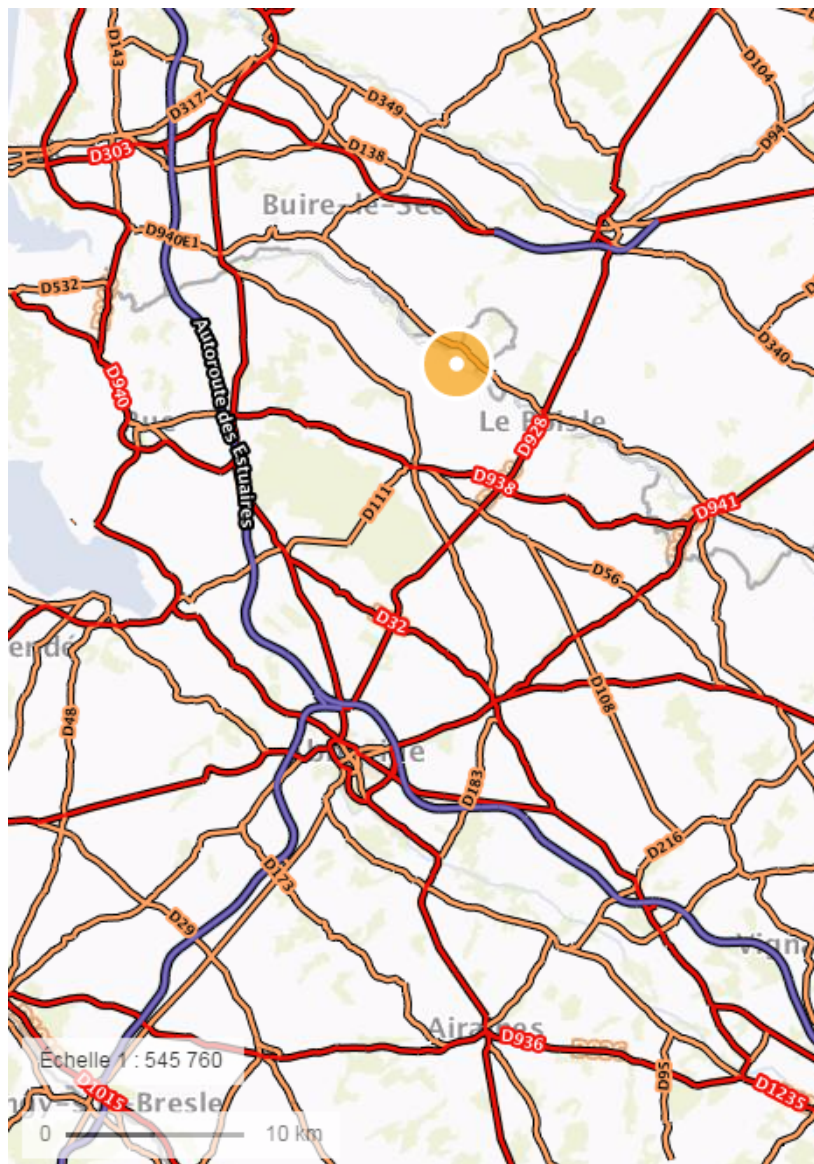 D143
D104
D317
D349
D94
D303
D138
Buire-le-Sec
D940E1
D532
Autoroute des Estuaires
D340
D940
Rue
Le Boisle
D928
D938
D111
D941
D56
D32
D108
D48
D183
D216
D173
D29
Airaines
D936
Échelle 1 : 545 760
D95
D1015
D1235
0 10 km